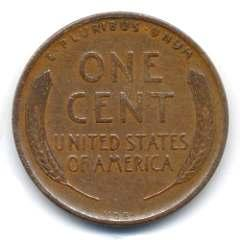 E·PLURIBUS·UNUM
ONE
CENT
UNITED STATES
OF AMERICA